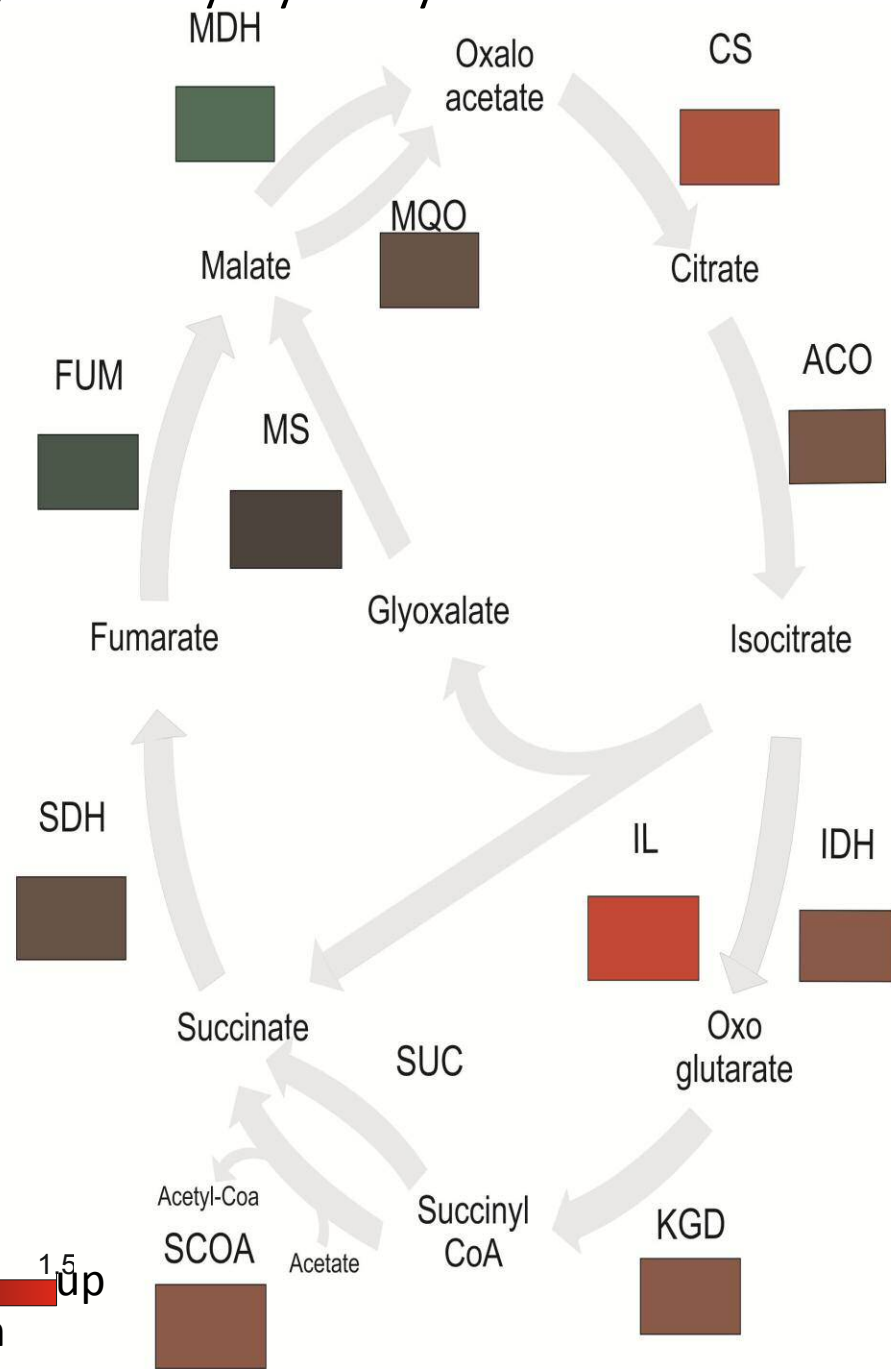 MDH
Oxalo
acetate
CS
MQO
Malate
Citrate
FUM
ACO
MS
Glyoxalate
Fumarate
Isocitrate
SDH
IL
IDH
Succinate
Oxo
glutarate
SUC
Acetyl-Coa
Succinyl
CoA
SCOA
Acetate
KGD
1.5
up